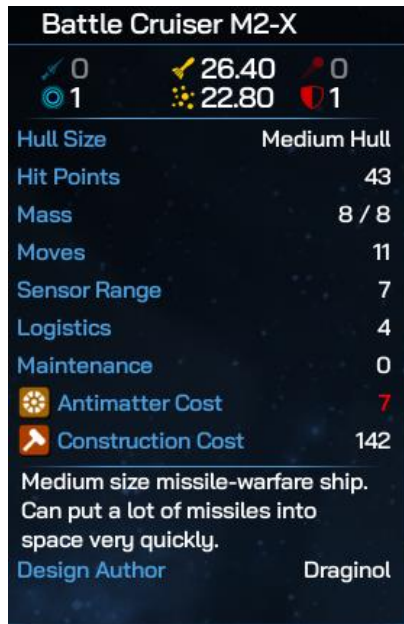 Battle Cruiser M2-X
0 26.40 0
1 22.80 1
Hull Size Medium Hull
Hit Points 43
Mass 8 / 8
Moves 11
Sensor Range 7
Logistics 4
Maintenance 0
Antimatter Cost 7
Construction Cost 142
Medium size missile-warfare ship.
Can put a lot of missiles into
space very quickly.
Design Author Draginol